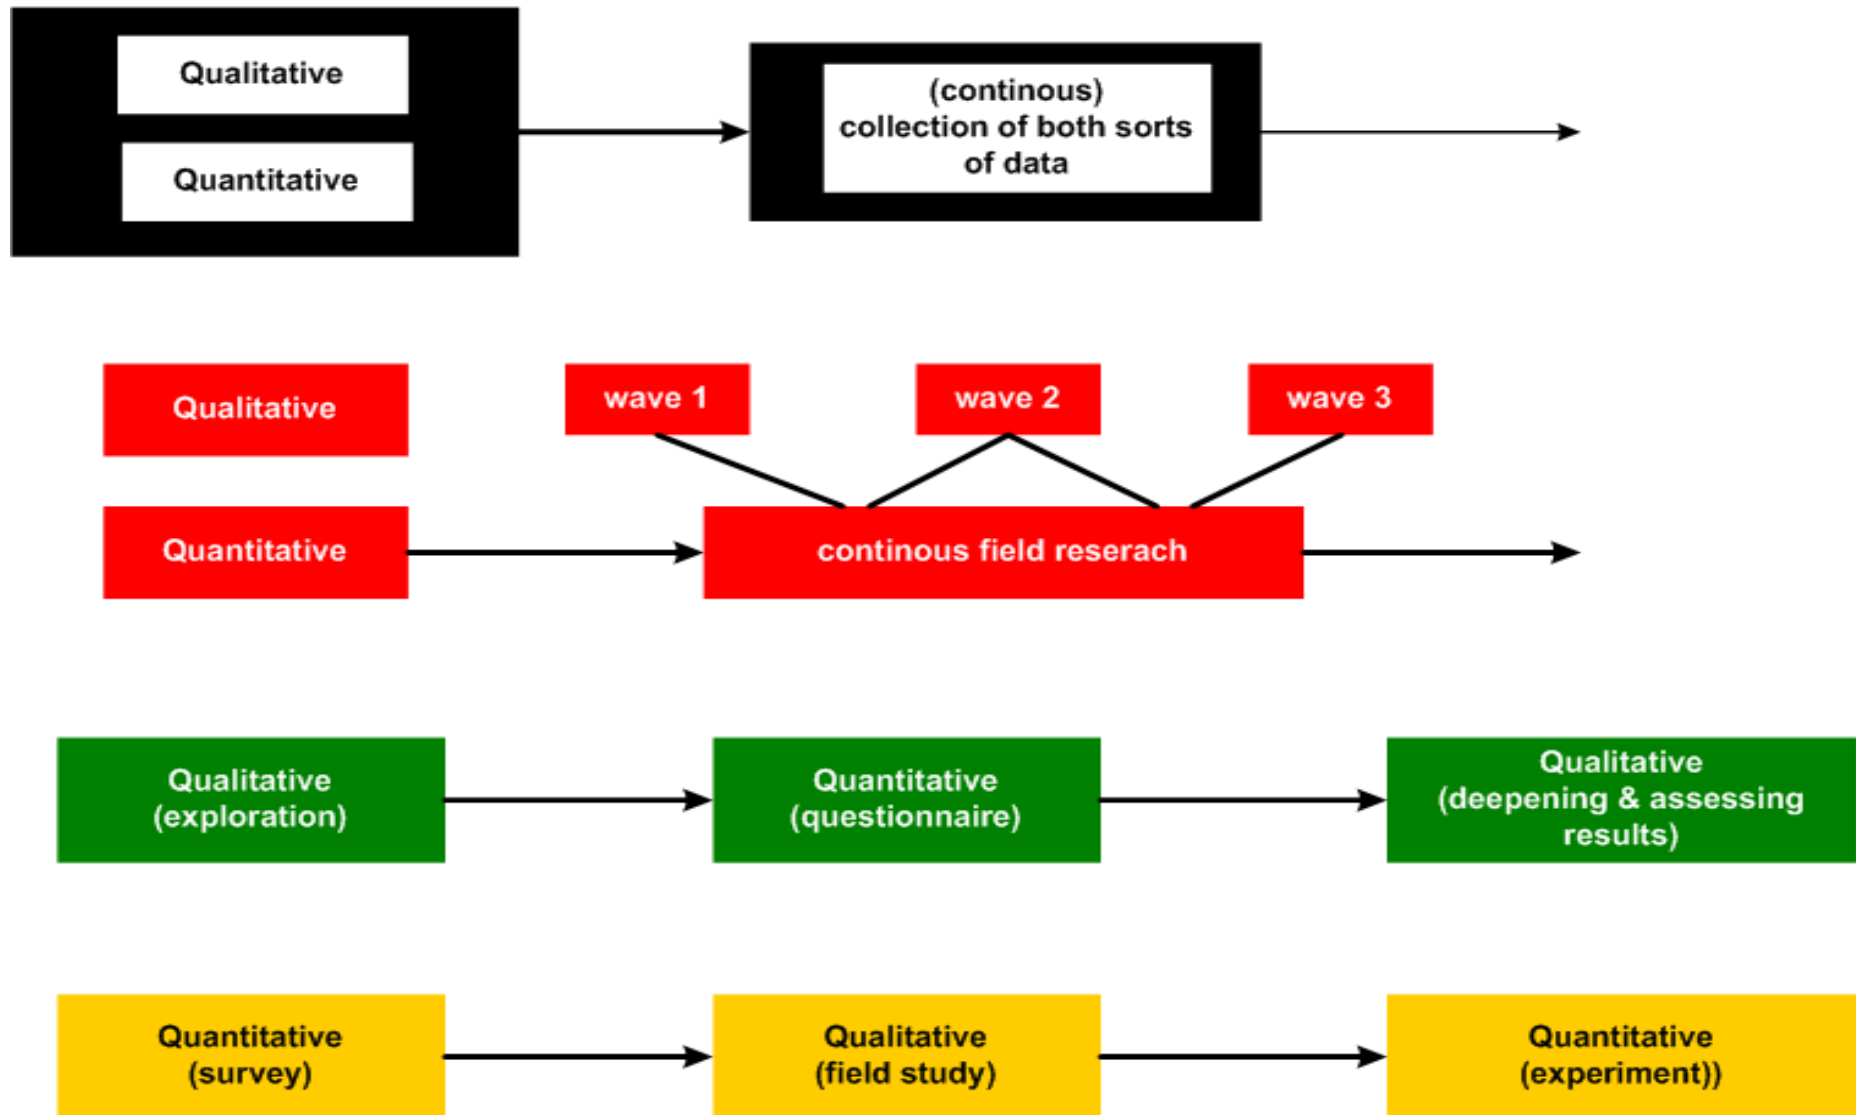 Qualitative
Quantitative
(continous)
collection of both sorts
of data
Qualitative
wave 1
wave 2
wave 3
Quantitative
continous field reserach
Qualitative
(exploration)
Quantitative
(questionnaire)
Qualitative
(deepening & assessing
results)
Quantitative
(survey)
Qualitative
(field study)
Quantitative
(experiment))